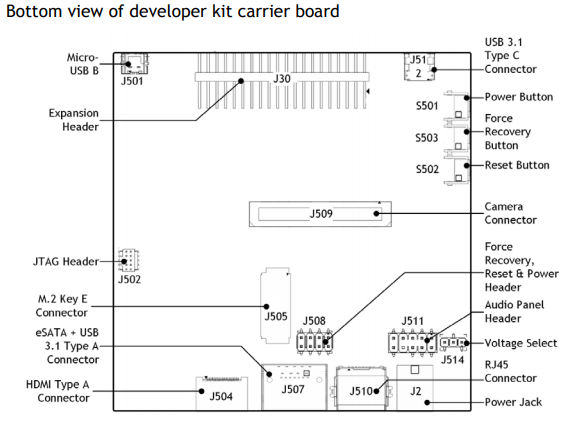 Bottom view of developer kit carrier board
Micro-
USB B
J501
J30
J51
2
USB 3.1
Type C
Connector
Expansion
Header
S501
Power Button
S503
Force
Recovery
Button
S502
Reset Button
J509
Camera
Connector
JTAG Header
J502
Force
Recovery,
Reset & Power
Header
M.2 Key E
Connector
J505
J508
J511
Audio Panel
Header
eSATA + USB
3.1 Type A
Connector
J514
Voltage Select
HDMI Type A
Connector
J504
J507
J510
J2
RJ45
Connector
Power Jack